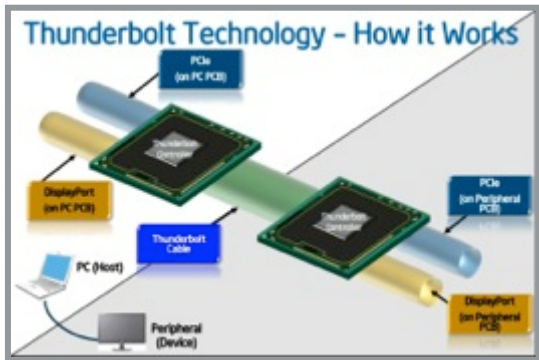 Thunderbolt Technology – How it Works
PCIe
(on PC PCB)
Thunderbolt
Controller
DisplayPort
(on PC PCB)
Thunderbolt
Cable
Thunderbolt
Controller
PCIe
(on Peripheral
PCB)
PC (Host)
DisplayPort
(on Peripheral
PCB)
Peripheral
(Device)